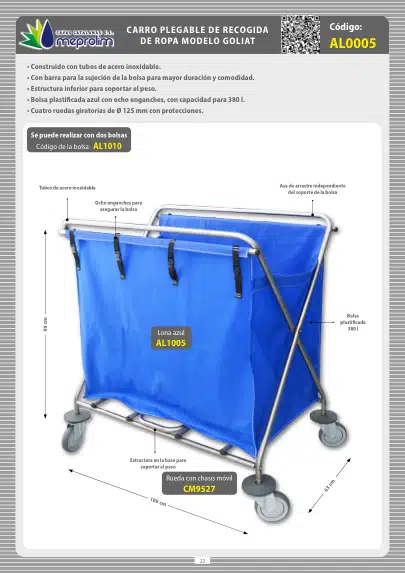 TAPAS CATALANAS S.L.
meprolim
CARRO PLEGABLE DE RECOGIDA
DE ROPA MODELO GOLIAT
Código:
AL0005
• Construido con tubos de acero inoxidable.
• Con barra para la sujeción de la bolsa para mayor duración y comodidad.
• Estructura inferior para soportar el peso.
• Bolsa plastificada azul con ocho enganches, con capacidad para 380 l.
• Cuatro ruedas giratorias de Ø 125 mm con protecciones.
Se puede realizar con dos bolsas
Código de la bolsa AL1010
Tubos de acero inoxidable
Ocho enganches para
asegurar la bolsa
Asa de arrastre independiente
del soporte de la bolsa
99 cm
Bolsa
plastificada
380 l
Lona azul
AL1005
Estructura en la base para
soportar el peso
Rueda con chasis móvil
CM9527
109 cm
63 cm
22